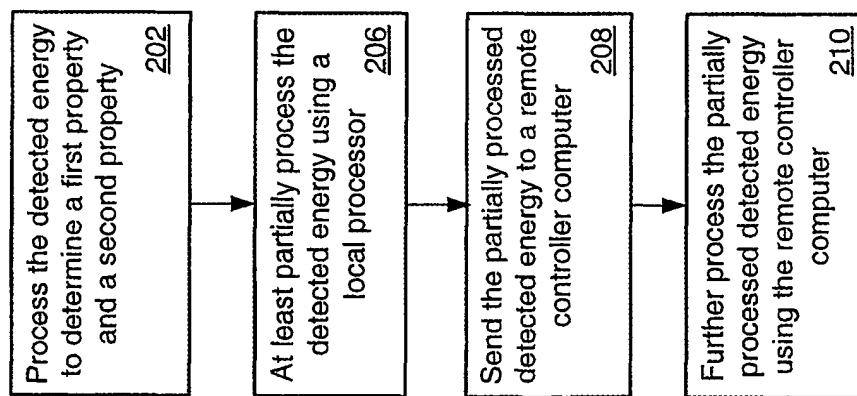 Process the detected energy
to determine a first property
and a second property
202
At least partially process the
detected energy using a
local processor
206
Send the partially processed
detected energy to a remote
controller computer
208
Further process the partially
processed detected energy
using the remote controller
computer
210